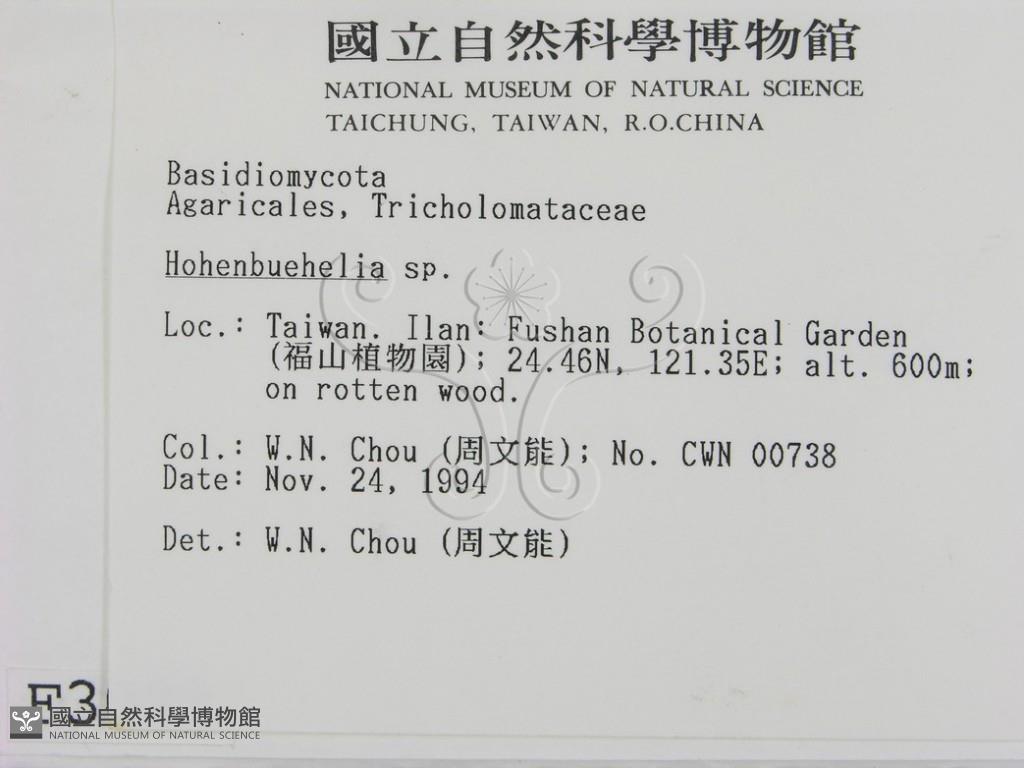 國立自然科學博物館
NATIONAL MUSEUM OF NATURAL SCIENCE
TAICHUNG, TAIWAN, R.O.CHINA
Basidiomycota
Agaricales, Tricholomataceae
Hohenbuehelia sp.
Loc.: Taiwan. Ilan: Fushan Botanical Garden
(福山植物園); 24.46N, 121.35E; alt. 600m;
on rotten wood.
Col.: W.N. Chou (周文能); No. CWN 00738
Date: Nov. 24, 1994
Det.: W.N. Chou (周文能)
國立自然科學博物館
NATIONAL MUSEUM OF NATURAL SCIENCE